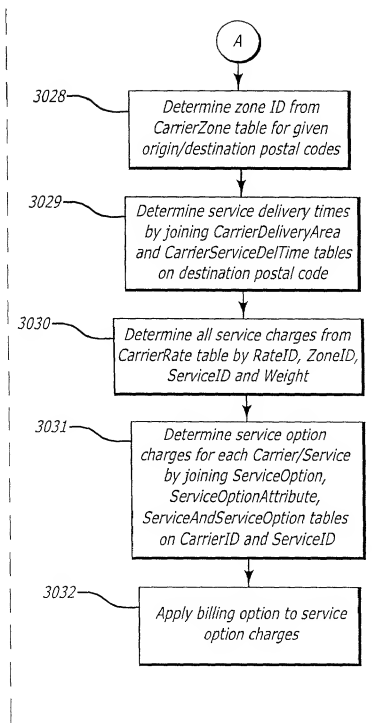 A
3028
Determine zone ID from
CarrierZone table for given
origin/destination postal codes
3029
Determine service delivery times
by joining CarrierDeliveryArea
and CarrierServiceDelTime tables
on destination postal code
3030
Determine all service charges from
CarrierRate table by RateID, ZoneID,
ServiceID and Weight
3031
Determine service option
charges for each Carrier/Service
by joining ServiceOption,
ServiceOptionAttribute,
ServiceAndServiceOption tables
on CarrierID and ServiceID
3032
Apply billing option to service
option charges